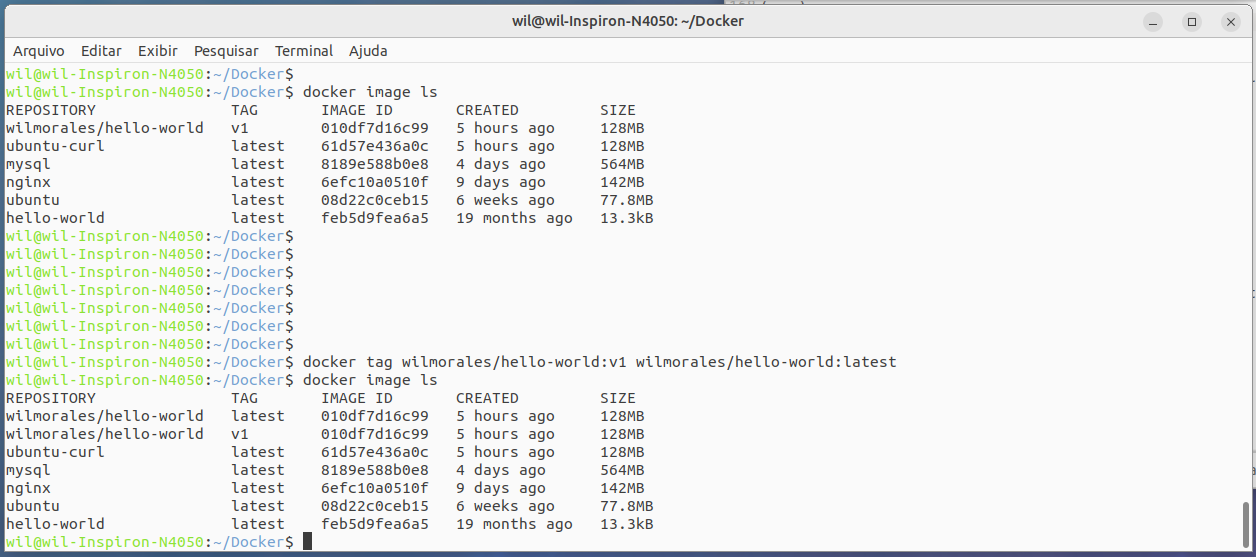 wil@wil-Inspiron-N4050: ~/Docker
Arquivo Editar Exibir Pesquisar Terminal Ajuda
wil@wil-Inspiron-N4050:~/Docker$
wil@wil-Inspiron-N4050:~/Docker$ docker image ls
REPOSITORY               TAG       IMAGE ID       CREATED         SIZE
wilmorales/hello-world   v1        010df7d16c99   5 hours ago     128MB
ubuntu-curl              latest    61d57e436a0c   5 hours ago     128MB
mysql                    latest    8189e588b0e8   4 days ago      564MB
nginx                    latest    6efc10a0510f   9 days ago      142MB
ubuntu                   latest    08d22c0ceb15   6 weeks ago     77.8MB
hello-world              latest    feb5d9fea6a5   19 months ago   13.3kB
wil@wil-Inspiron-N4050:~/Docker$
wil@wil-Inspiron-N4050:~/Docker$
wil@wil-Inspiron-N4050:~/Docker$
wil@wil-Inspiron-N4050:~/Docker$
wil@wil-Inspiron-N4050:~/Docker$
wil@wil-Inspiron-N4050:~/Docker$
wil@wil-Inspiron-N4050:~/Docker$
wil@wil-Inspiron-N4050:~/Docker$ docker tag wilmorales/hello-world:v1 wilmorales/hello-world:latest
wil@wil-Inspiron-N4050:~/Docker$ docker image ls
REPOSITORY               TAG       IMAGE ID       CREATED         SIZE
wilmorales/hello-world   latest    010df7d16c99   5 hours ago     128MB
wilmorales/hello-world   v1        010df7d16c99   5 hours ago     128MB
ubuntu-curl              latest    61d57e436a0c   5 hours ago     128MB
mysql                    latest    8189e588b0e8   4 days ago      564MB
nginx                    latest    6efc10a0510f   9 days ago      142MB
ubuntu                   latest    08d22c0ceb15   6 weeks ago     77.8MB
hello-world              latest    feb5d9fea6a5   19 months ago   13.3kB
wil@wil-Inspiron-N4050:~/Docker$